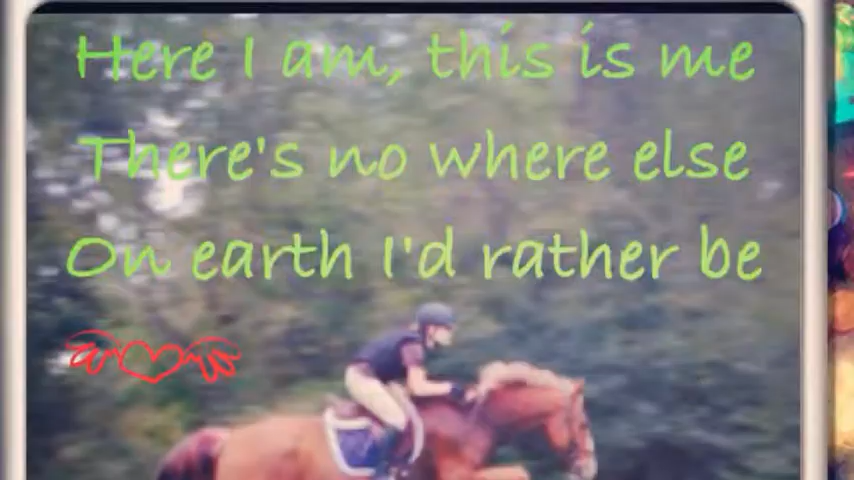 Here I am, this is me
There's no where else
On earth I'd rather be